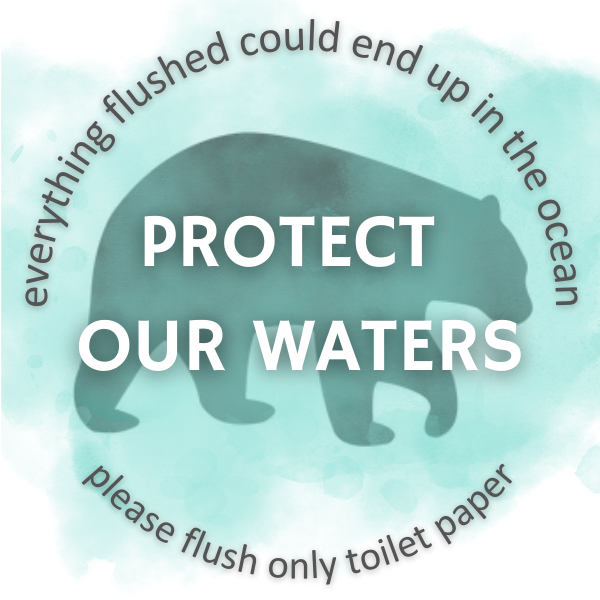 everything flushed could end up in the ocean
PROTECT
OUR WATERS
please flush only toilet paper